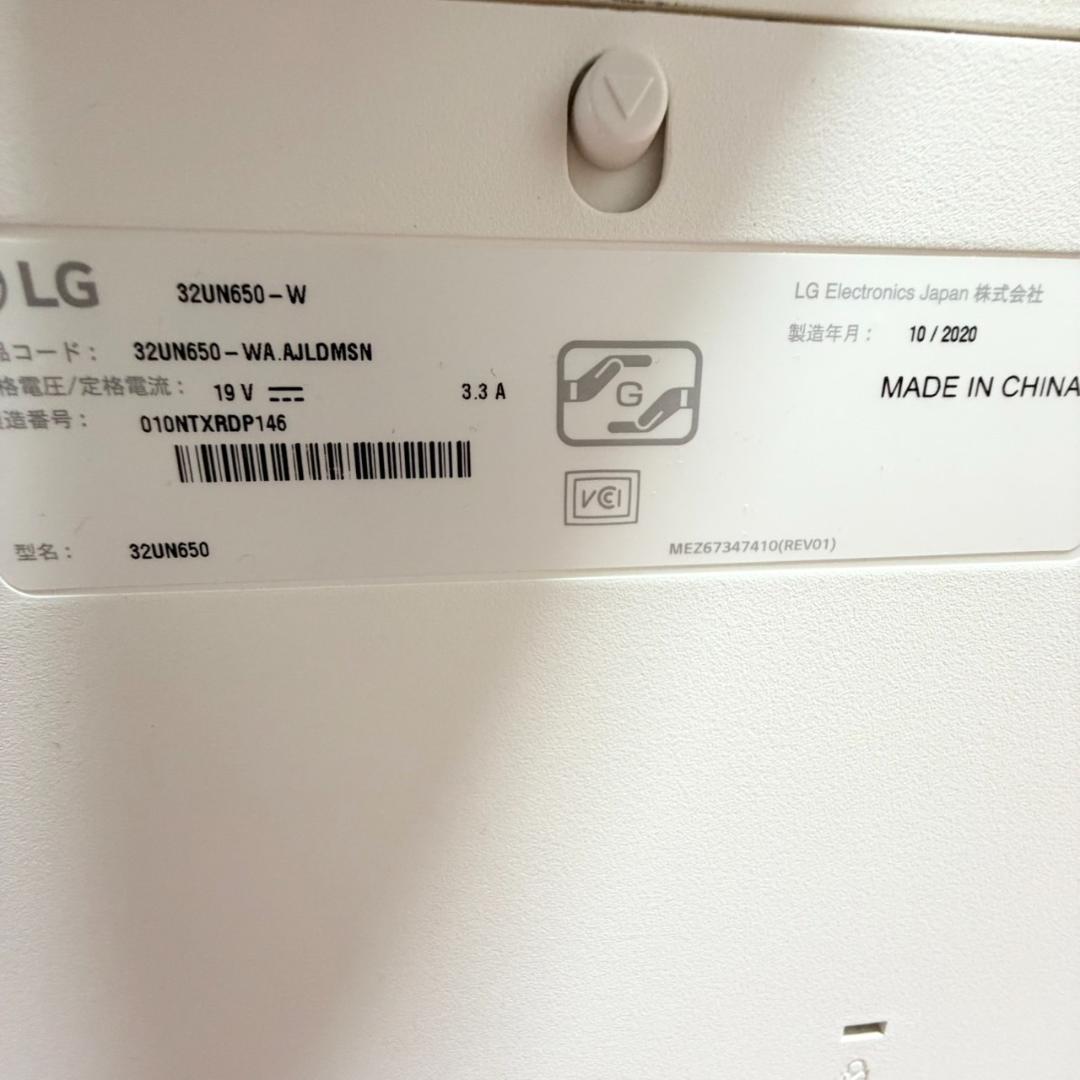 LG 32UN650-W LG Electronics Japan 株式会社
品コード： 32UN650-WA.AJLDMSN 製造年月： 10/2020
格電圧/定格電流： 19 V 3.3 A MADE IN CHINA
造番号： 010NTXRDP146
G
VCCI
型名： 32UN650 MEZ67347410(REV01)